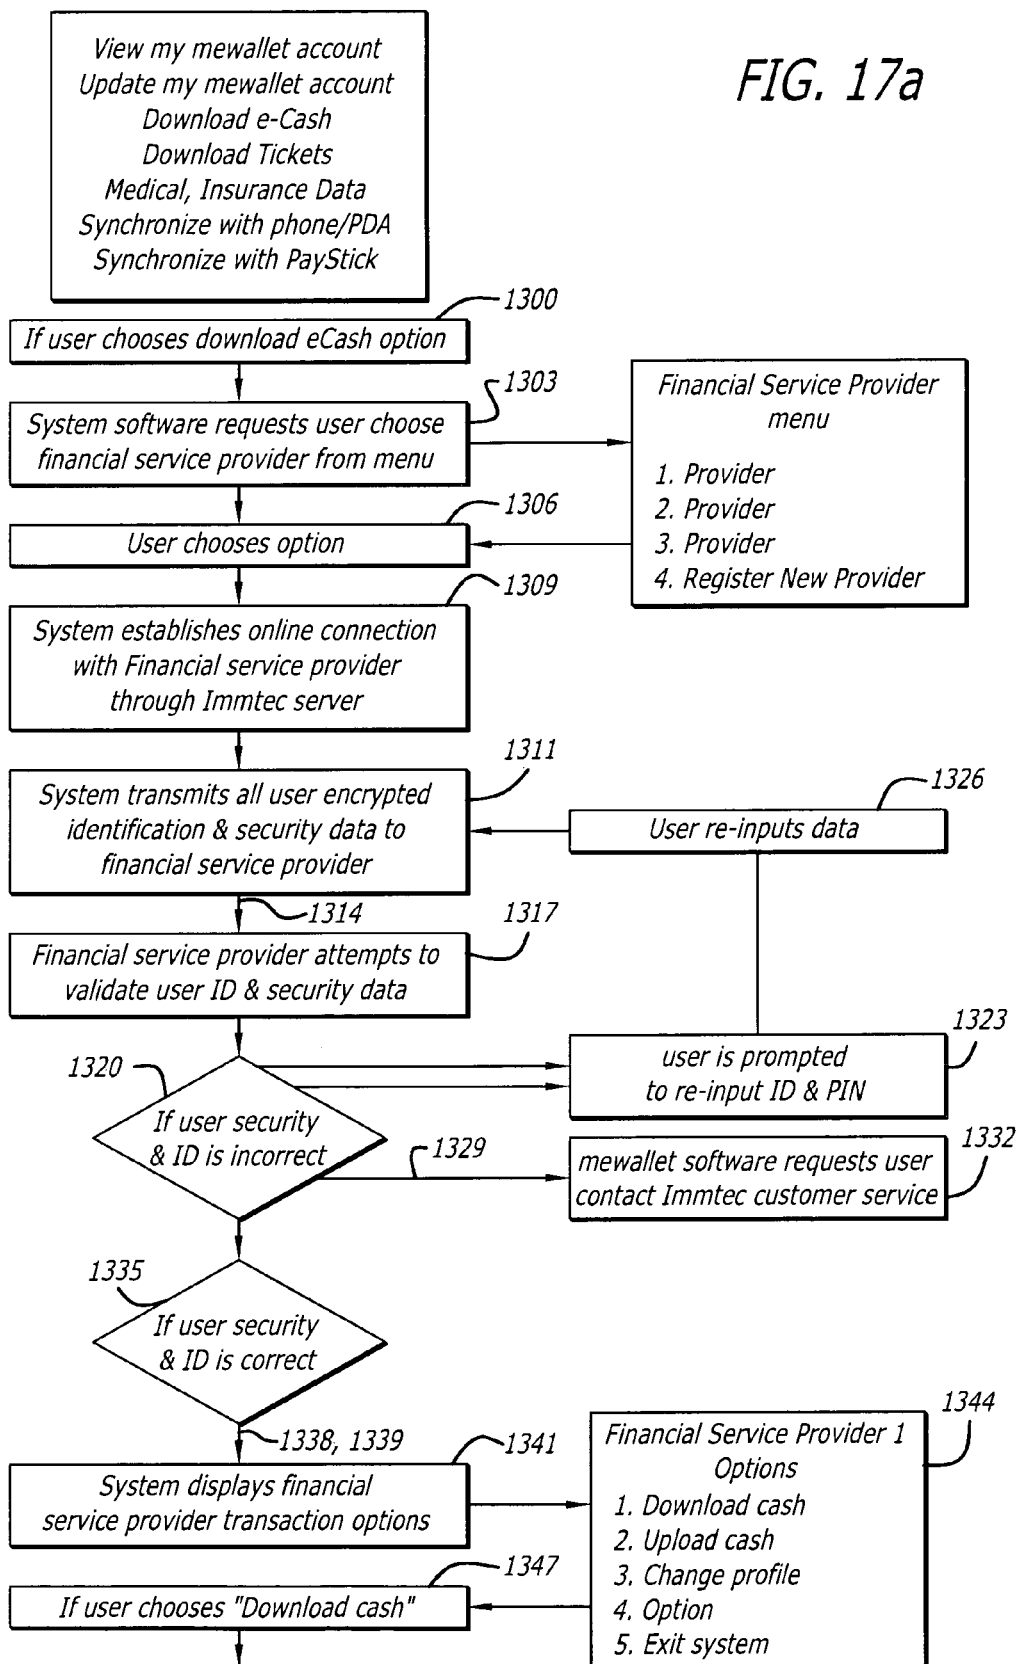 FIG. 17a
View my mewallet account
Update my mewallet account
Download e-Cash
Download Tickets
Medical, Insurance Data
Synchronize with phone/PDA
Synchronize with PayStick
1300
If user chooses download eCash option
1303
System software requests user choose
financial service provider from menu
Financial Service Provider
menu
1. Provider
2. Provider
3. Provider
4. Register New Provider
1306
User chooses option
1309
System establishes online connection
with Financial service provider
through Immtec server
1311
System transmits all user encrypted
identification & security data to
financial service provider
1326
User re-inputs data
1314
1317
Financial service provider attempts to
validate user ID & security data
1320
If user security
& ID is incorrect
1323
user is prompted
to re-input ID & PIN
1329
1332
mewallet software requests user
contact Immtec customer service
1335
If user security
& ID is correct
1338, 1339
1341
System displays financial
service provider transaction options
1344
Financial Service Provider 1
Options
1. Download cash
2. Upload cash
3. Change profile
4. Option
5. Exit system
1347
If user chooses "Download cash"